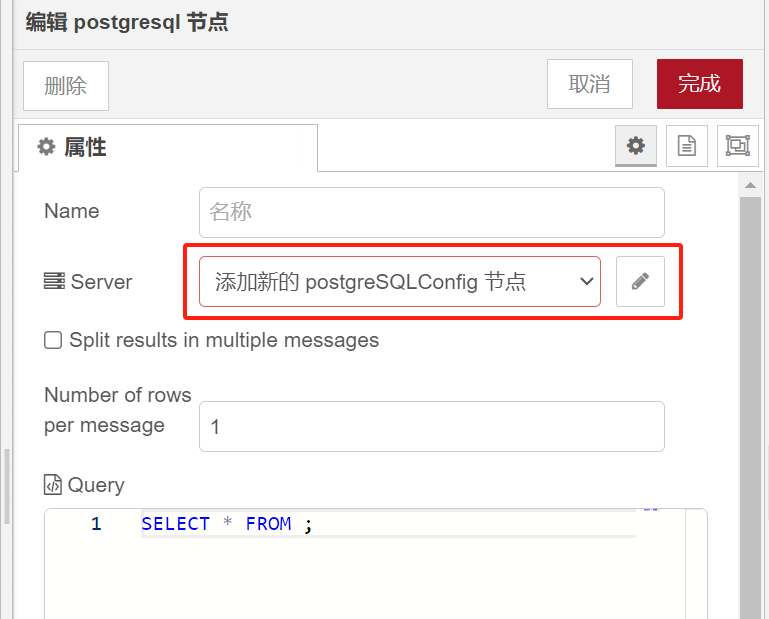 编辑 postgresql 节点
删除
取消
完成
属性
Name
名称
Server
添加新的 postgreSQLConfig 节点
Split results in multiple messages
Number of rows
per message
1
Query
1
SELECT * FROM ;